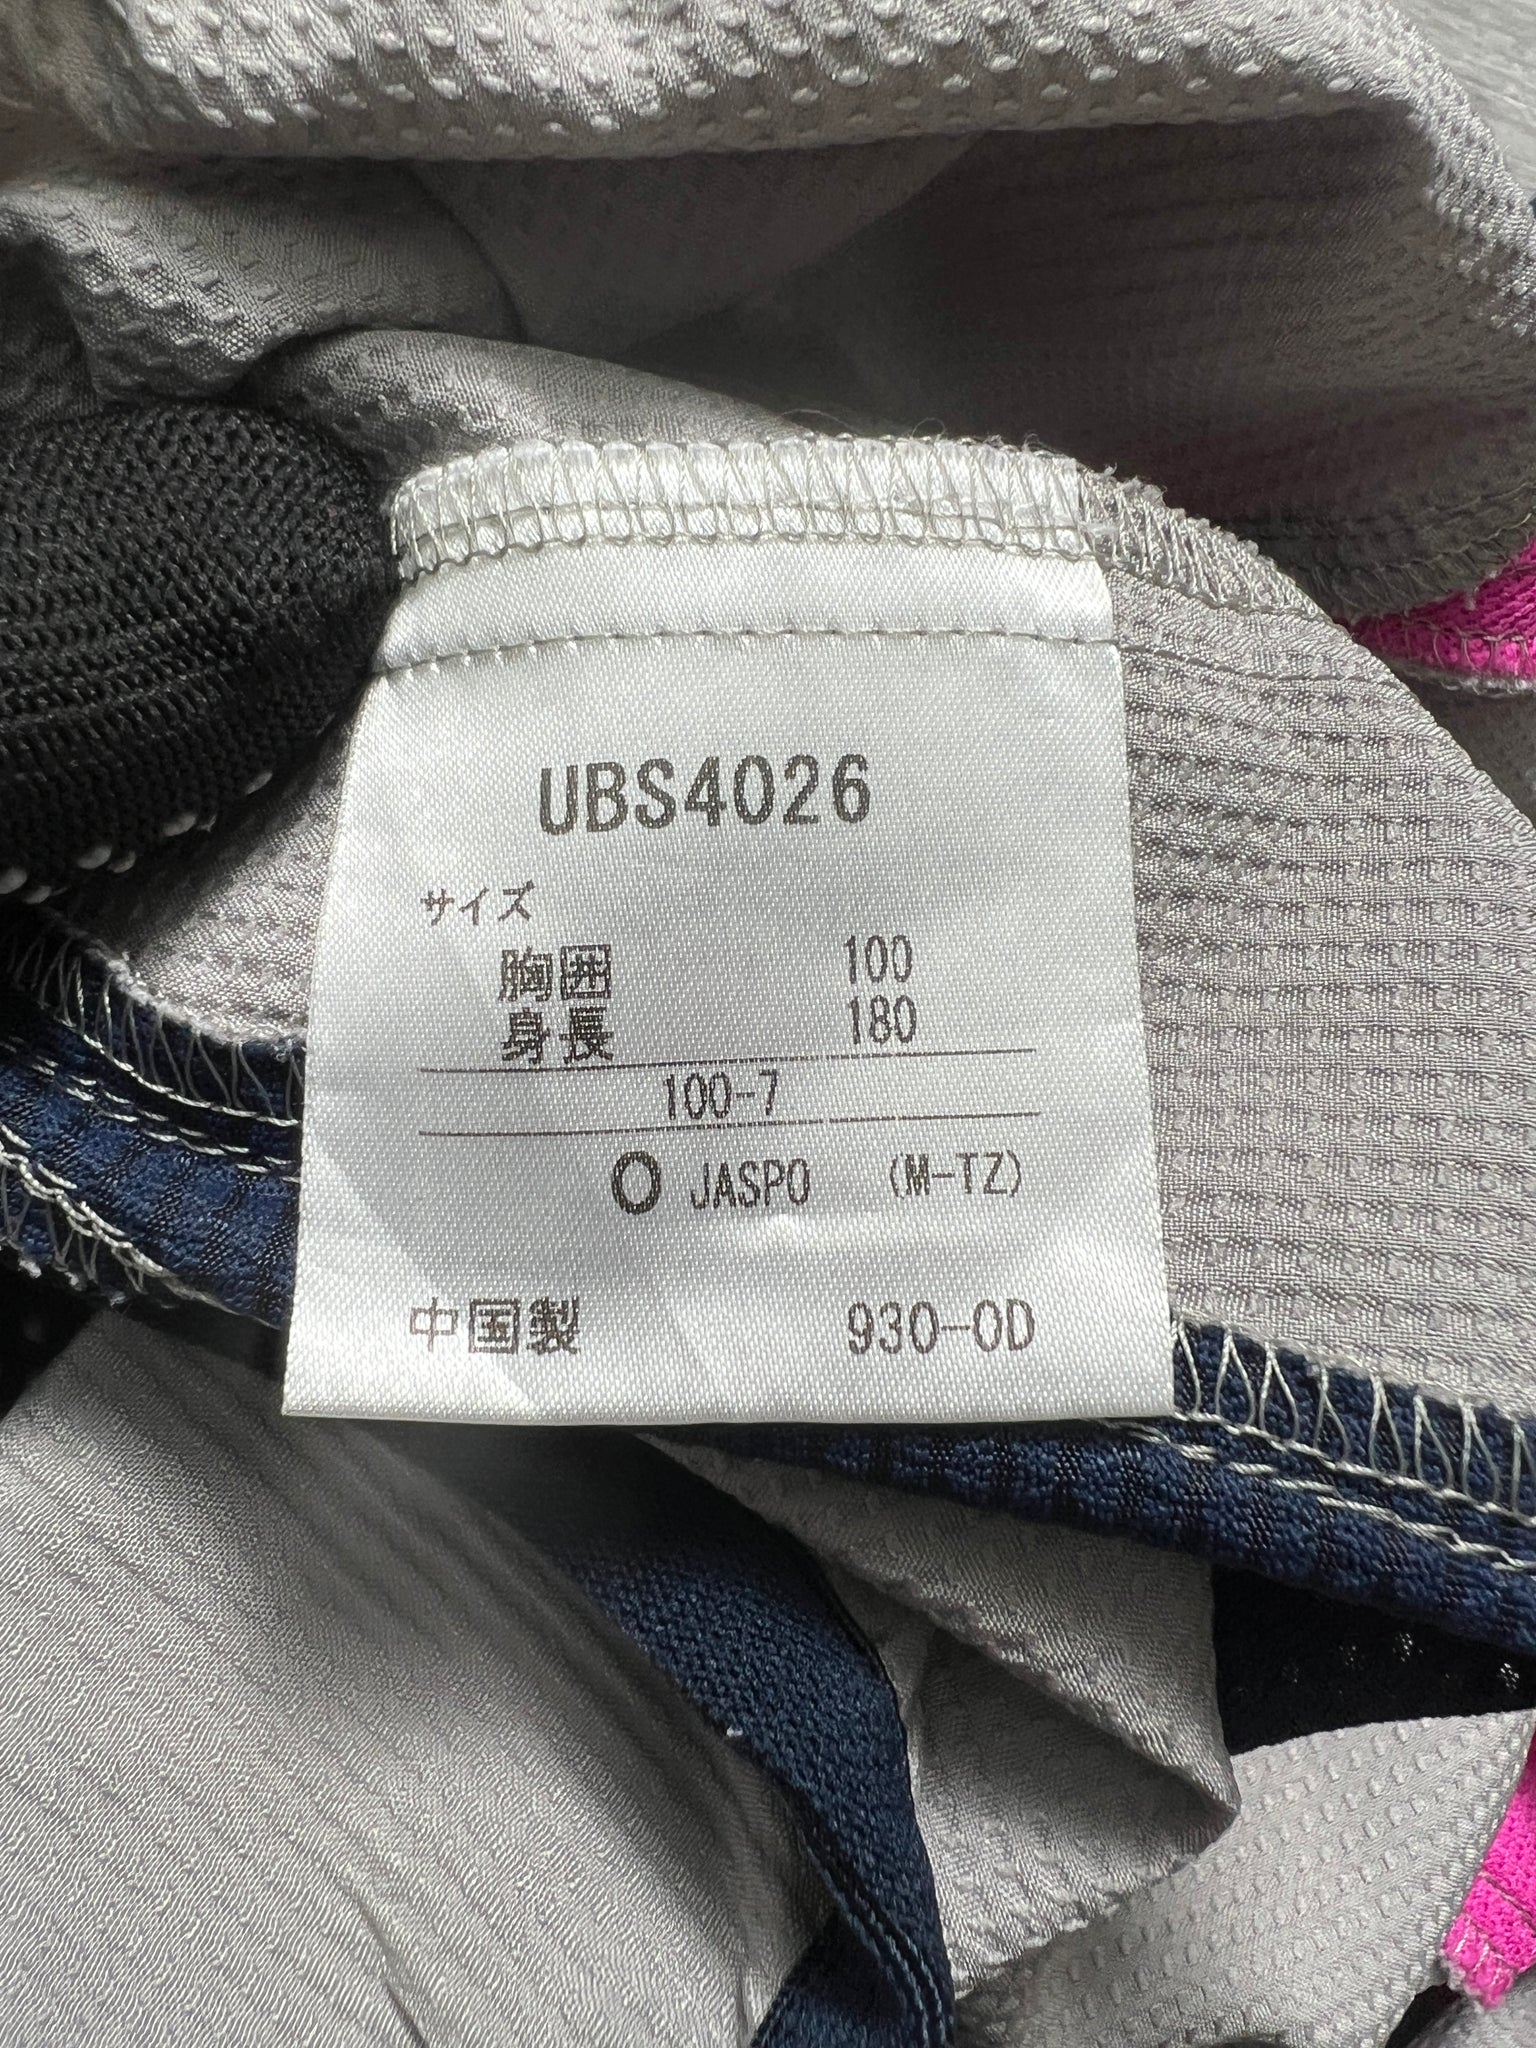 UBS4026
サイズ
胸囲 100
身長 180
100-7
O JASPO (M-TZ)
中国製 930-0D